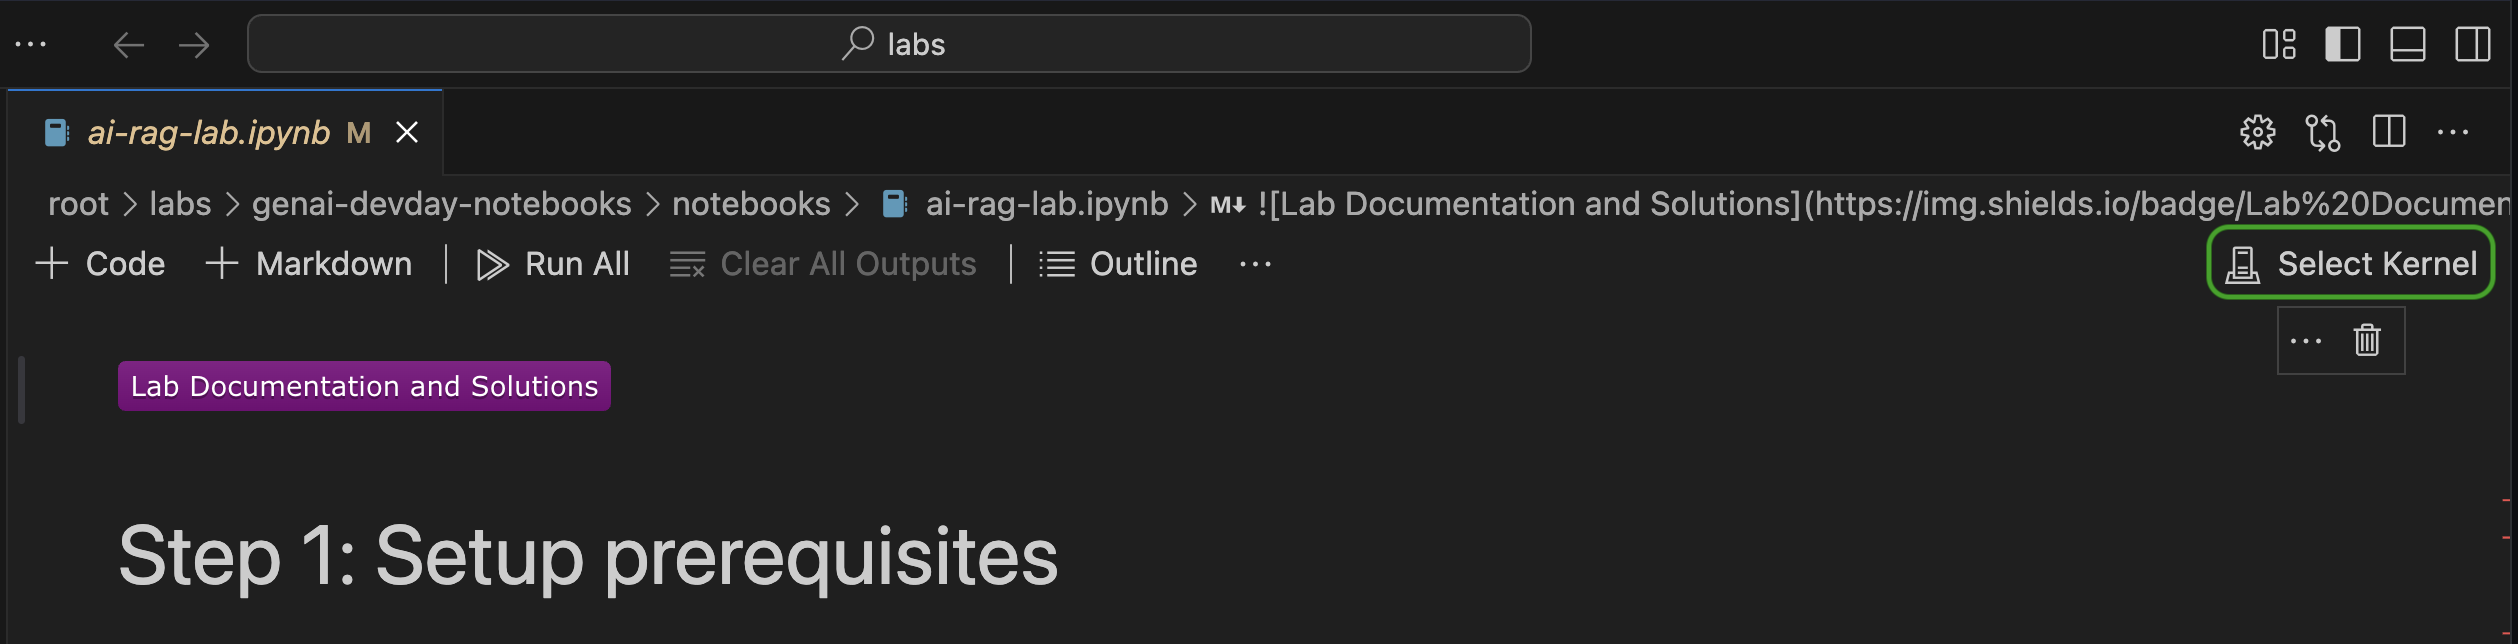 labs
ai-rag-lab.ipynb M
root > labs > genai-devday-notebooks > notebooks > ai-rag-lab.ipynb > M↓ ![Lab Documentation and Solutions](https://img.shields.io/badge/Lab%20Documen
+ Code + Markdown | Run All Clear All Outputs | Outline ... Select Kernel
Lab Documentation and Solutions
Step 1: Setup prerequisites